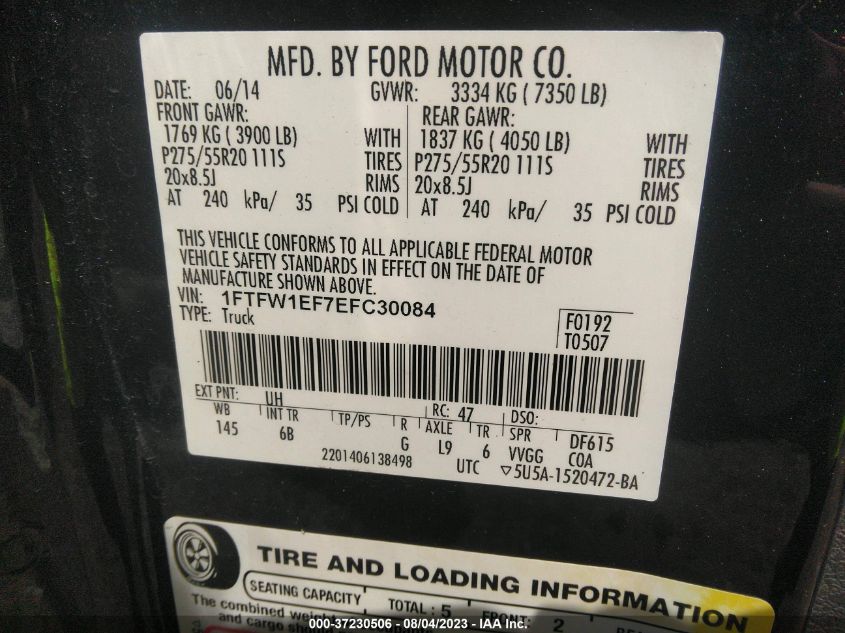 MFD. BY FORD MOTOR CO.
DATE: 06/14 GVWR: 3334 KG ( 7350 LB)
FRONT GAWR: REAR GAWR:
1769 KG ( 3900 LB) WITH 1837 KG ( 4050 LB) WITH
P275/55R20 111S TIRES P275/55R20 111S TIRES
20x8.5J RIMS 20x8.5J RIMS
AT 240 kPa/ 35 PSI COLD AT 240 kPa/ 35 PSI COLD
THIS VEHICLE CONFORMS TO ALL APPLICABLE FEDERAL MOTOR
VEHICLE SAFETY STANDARDS IN EFFECT ON THE DATE OF
MANUFACTURE SHOWN ABOVE.
VIN: 1FTFW1EF7EFC30084
TYPE: Truck
F0192
T0507
EXT PNT: UH RC: 47 DSO:
WB INT TR TP/PS R AXLE TR SPR DF615
145 6B G L9 6 VVGG COA
2201406138498 UTC ▽5U5A-1520472-BA
TIRE AND LOADING INFORMATION
SEATING CAPACITY TOTAL : 5 FRONT: 2
The combined
and cargo should
000-37230506 - 08/04/2023 - IAA Inc.